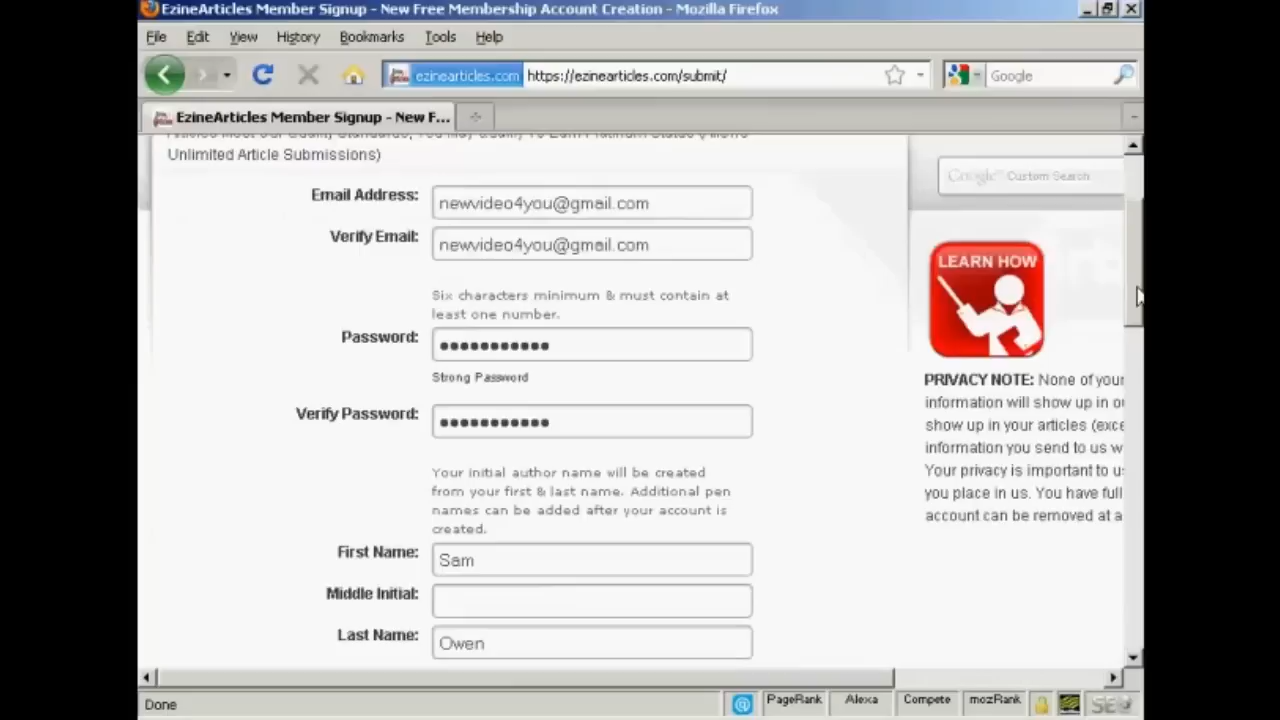 EzineArticles Member Signup - New Free Membership Account Creation - Mozilla Firefox
File Edit View History Bookmarks Tools Help
ezinearticles.com https://ezinearticles.com/submit/ Google
EzineArticles Member Signup - New F...
Unlimited Article Submissions)
Google Custom Search
Email Address: newvideo4you@gmail.com
Verify Email: newvideo4you@gmail.com
LEARN HOW
Six characters minimum & must contain at
least one number.
Password: •••••••••••
Strong Password
PRIVACY NOTE: None of your
information will show up in
show up in your articles
information you send to us
Your privacy is important to
you place in us. You have full
account can be removed at
Verify Password: •••••••••••
Your initial author name will be created
from your first & last name. Additional pen
names can be added after your account is
created.
First Name: Sam
Middle Initial:
Last Name: Owen
Done PageRank Alexa Compete mozRank SE